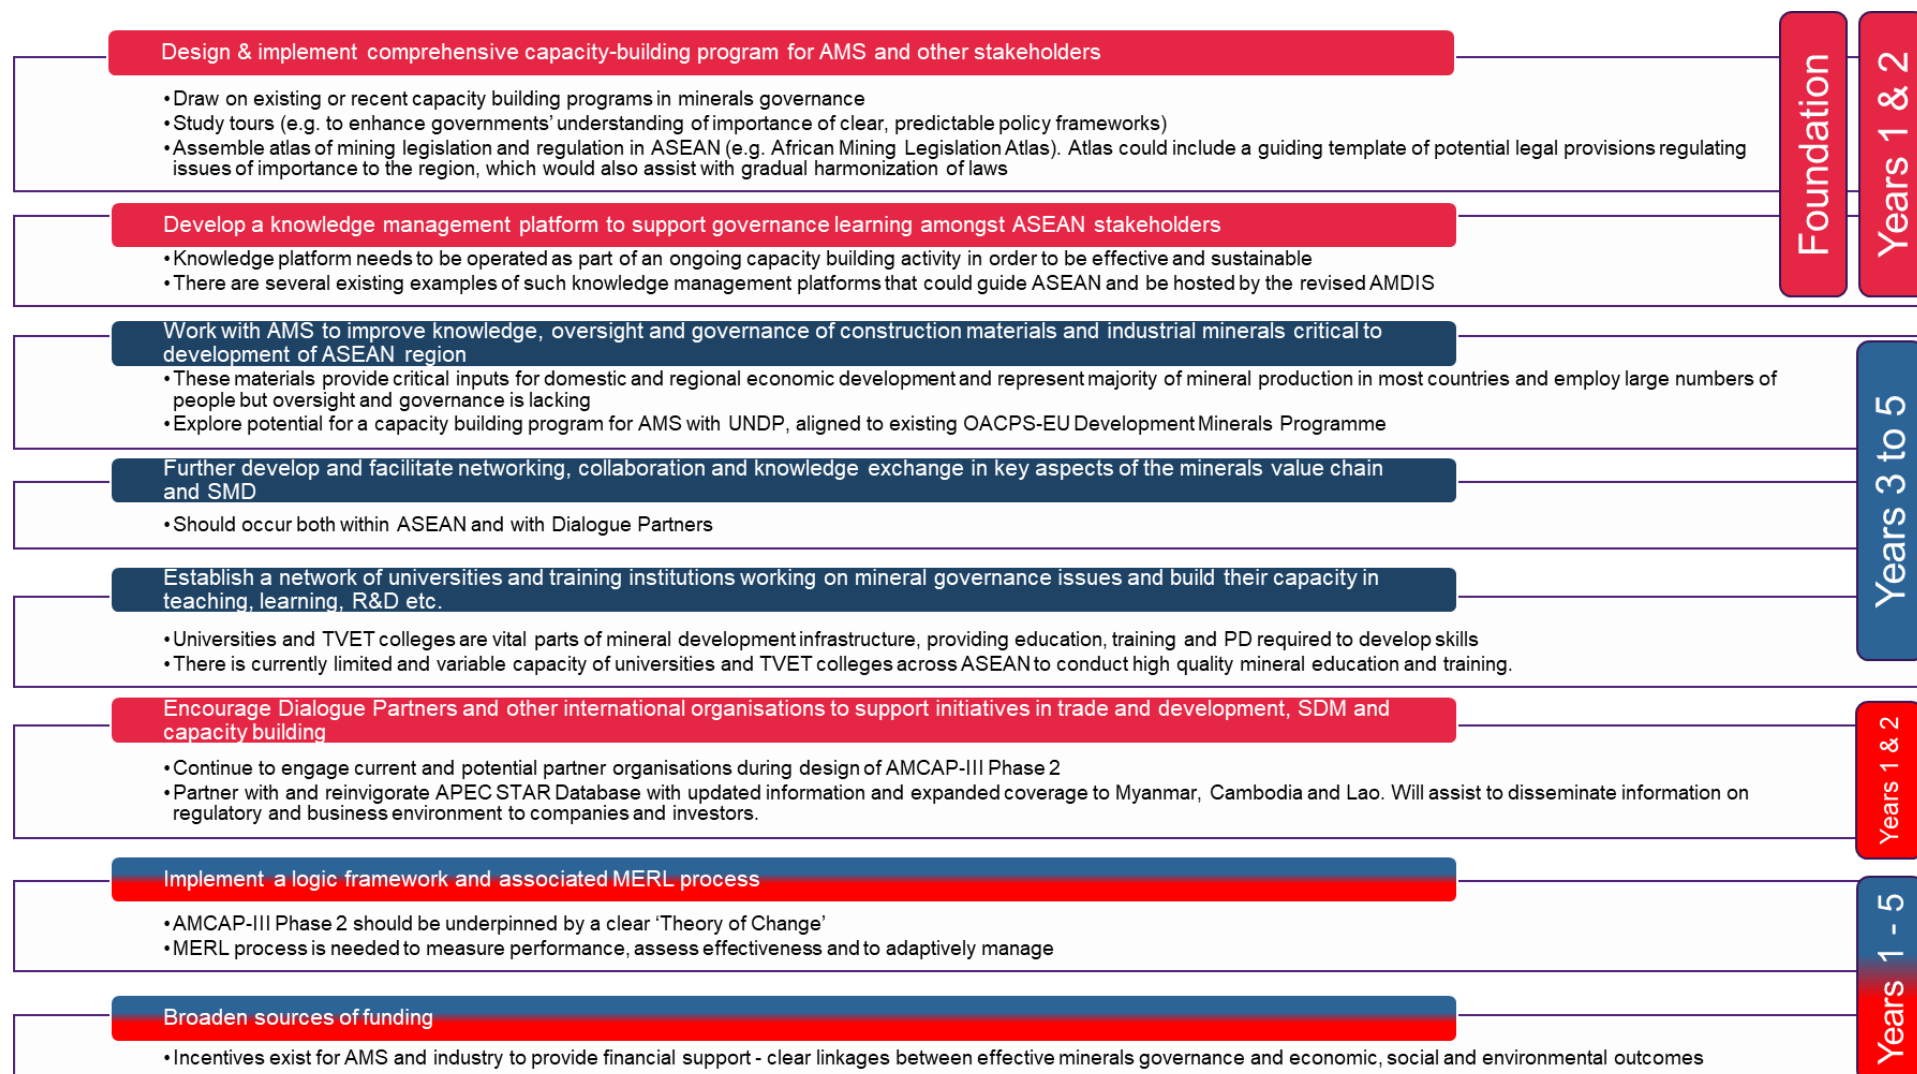 Design & implement comprehensive capacity-building program for AMS and other stakeholders
•Draw on existing or recent capacity building programs in minerals governance
•Study tours (e.g. to enhance governments' understanding of importance of clear, predictable policy frameworks)
•Assemble atlas of mining legislation and regulation in ASEAN (e.g. African Mining Legislation Atlas). Atlas could include a guiding template of potential legal provisions regulating
issues of importance to the region, which would also assist with gradual harmonization of laws
Foundation
Years 1 & 2
Develop a knowledge management platform to support governance learning amongst ASEAN stakeholders
•Knowledge platform needs to be operated as part of an ongoing capacity building activity in order to be effective and sustainable
•There are several existing examples of such knowledge management platforms that could guide ASEAN and be hosted by the revised AMDIS
Work with AMS to improve knowledge, oversight and governance of construction materials and industrial minerals critical to
development of ASEAN region
•These materials provide critical inputs for domestic and regional economic development and represent majority of mineral production in most countries and employ large numbers of
people but oversight and governance is lacking
•Explore potential for a capacity building program for AMS with UNDP, aligned to existing OACPS-EU Development Minerals Programme
Years 3 to 5
Further develop and facilitate networking, collaboration and knowledge exchange in key aspects of the minerals value chain
and SMD
•Should occur both within ASEAN and with Dialogue Partners
Establish a network of universities and training institutions working on mineral governance issues and build their capacity in
teaching, learning, R&D etc.
•Universities and TVET colleges are vital parts of mineral development infrastructure, providing education, training and PD required to develop skills
•There is currently limited and variable capacity of universities and TVET colleges across ASEAN to conduct high quality mineral education and training.
Encourage Dialogue Partners and other international organisations to support initiatives in trade and development, SDM and
capacity building
•Continue to engage current and potential partner organisations during design of AMCAP-III Phase 2
•Partner with and reinvigorate APEC STAR Database with updated information and expanded coverage to Myanmar, Cambodia and Lao. Will assist to disseminate information on
regulatory and business environment to companies and investors.
Years 1 & 2
Implement a logic framework and associated MERL process
•AMCAP-III Phase 2 should be underpinned by a clear ‘Theory of Change’
•MERL process is needed to measure performance, assess effectiveness and to adaptively manage
Years 1 - 5
Broaden sources of funding
•Incentives exist for AMS and industry to provide financial support - clear linkages between effective minerals governance and economic, social and environmental outcomes